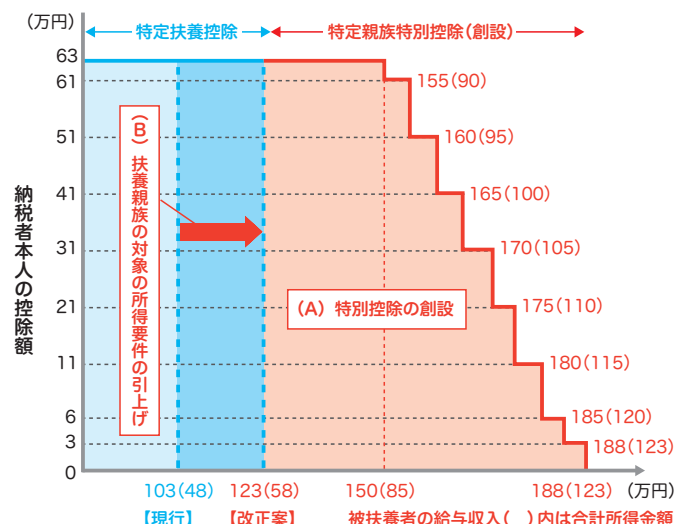 (万円)
特定扶養控除
特定親族特別控除(創設)
63
61
51
41
31
21
11
6
3
0
納税者本人の控除額
(B) 扶養親族の対象の所得要件の引上げ
(A) 特別控除の創設
155(90)
160(95)
165(100)
170(105)
175(110)
180(115)
185(120)
188(123)
103(48)
123(58)
150(85)
188(123)
(万円)
【現行】
【改正案】
被扶養者の給与収入( )内は合計所得金額